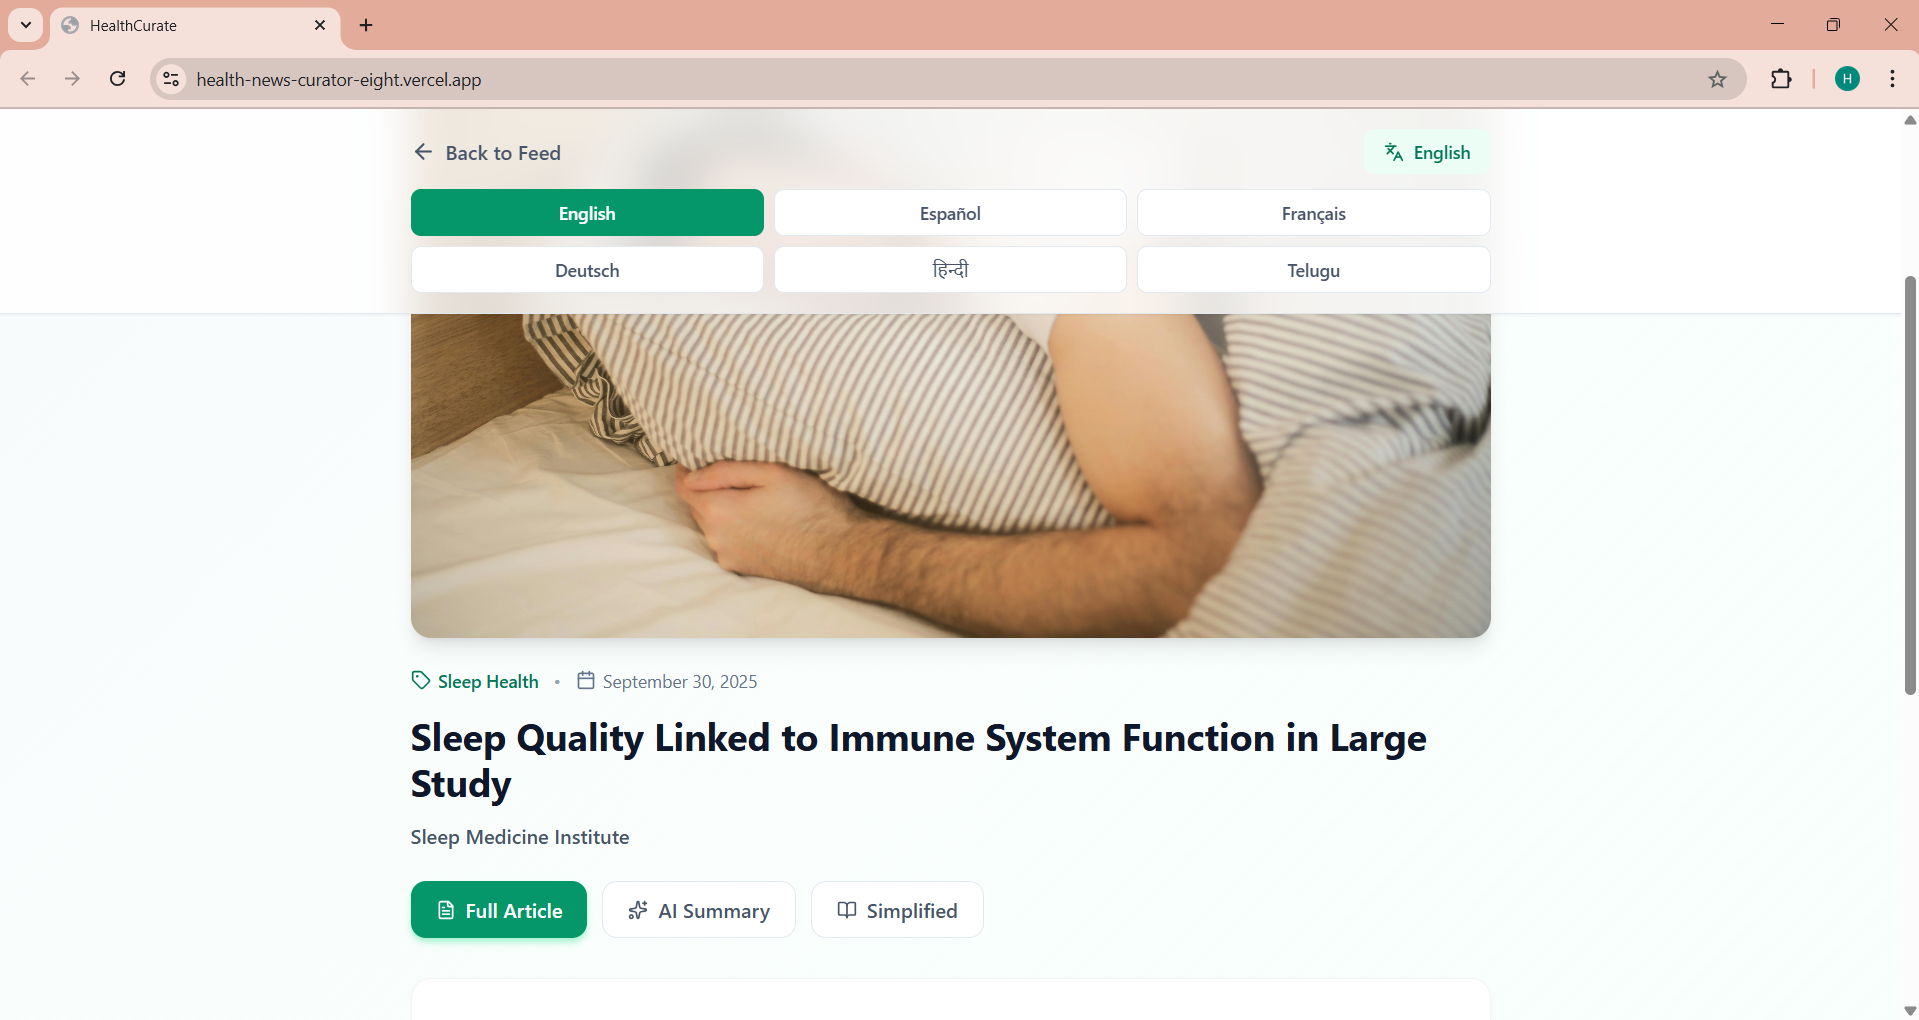 HealthCurate
health-news-curator-eight.vercel.app
H
Back to Feed
English
English
Español
Français
Deutsch
हिन्दी
Telugu
Sleep Health • September 30, 2025
Sleep Quality Linked to Immune System Function in Large
Study
Sleep Medicine Institute
Full Article
AI Summary
Simplified